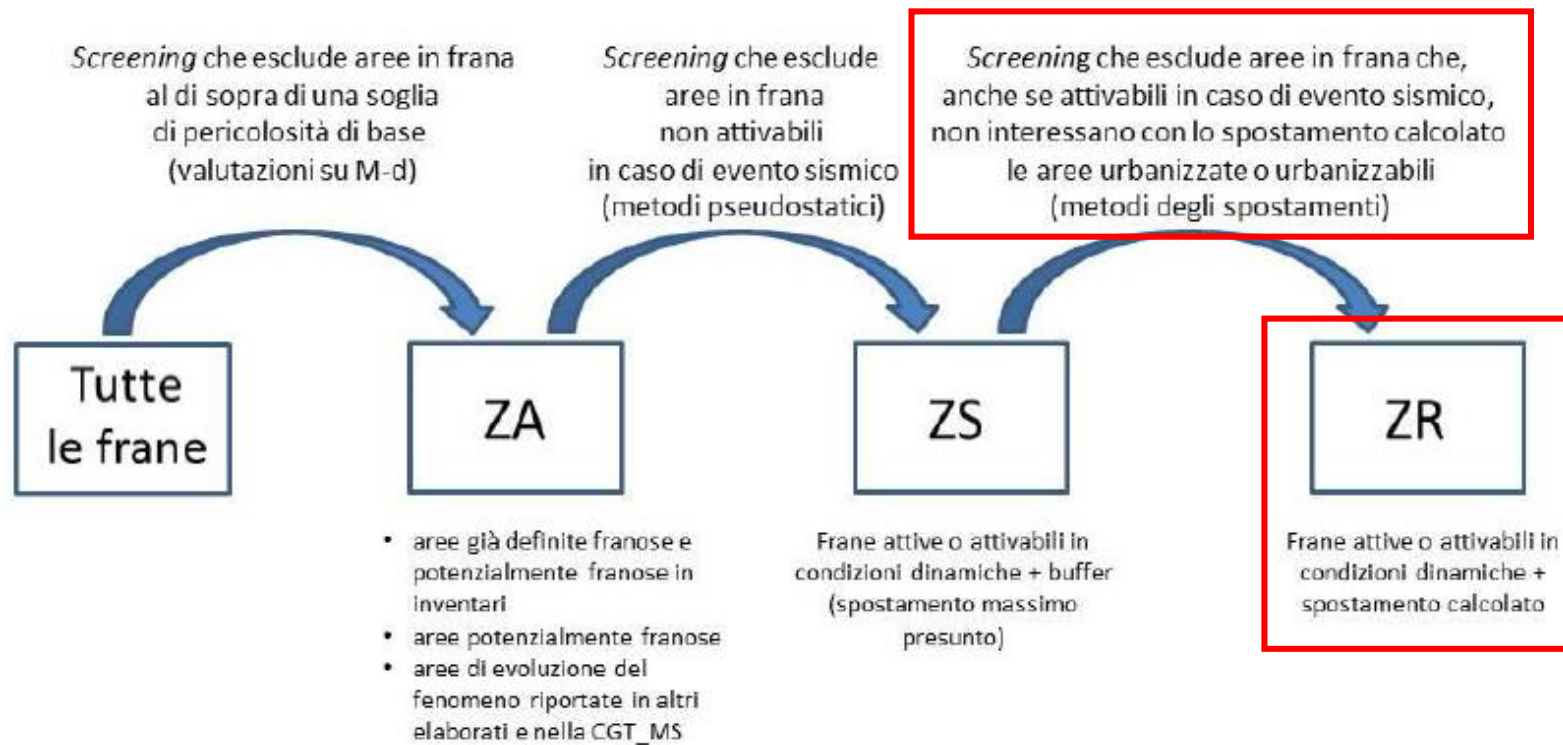 Screening che esclude aree in frana
al di sopra di una soglia
di pericolosità di base
(valutazioni su M-d)
Screening che esclude
aree in frana
non attivabili
in caso di evento sismico
(metodi pseudostatici)
Screening che esclude aree in frana che,
anche se attivabili in caso di evento sismico,
non interessano con lo spostamento calcolato
le aree urbanizzate o urbanizzabili
(metodi degli spostamenti)
Tutte
le frane
ZA
ZS
ZR
• aree già definite franose e
potenzialmente franose in
inventari
• aree potenzialmente franose
• aree di evoluzione del
fenomeno riportate in altri
elaborati e nella CGT_MS
Frane attive o attivabili in
condizioni dinamiche + buffer
(spostamento massimo
presunto)
Frane attive o attivabili in
condizioni dinamiche +
spostamento calcolato